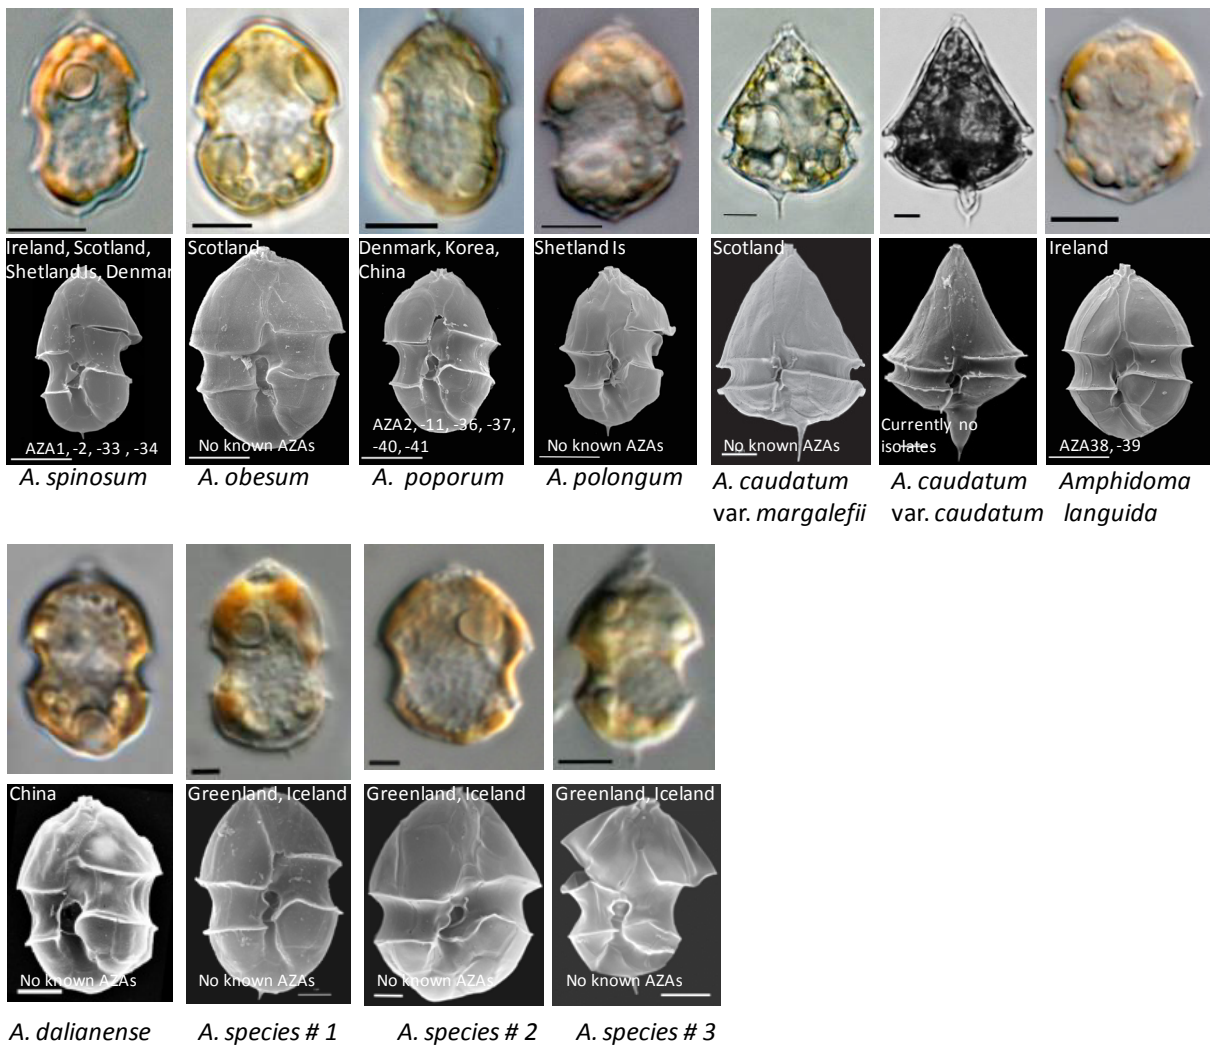 Ireland, Scotland,
Shetland Is, Denmar
Scotland
Denmark, Korea,
China
Shetland Is
Scotland
Ireland
AZA1, -2, -33 , -34
No known AZAs
AZA2, -11, -36, -37,
-40, -41
No known AZAs
No known AZAs
Currently no
isolates
AZA38, -39
A. spinosum
A. obesum
A. poporum
A. polongum
A. caudatum
var. margalefii
A. caudatum
var. caudatum
Amphidoma
languida
China
Greenland, Iceland
Greenland, Iceland
Greenland, Iceland
No known AZAs
No known AZAs
No known AZAs
No known AZAs
A. dalianense
A. species # 1
A. species # 2
A. species # 3